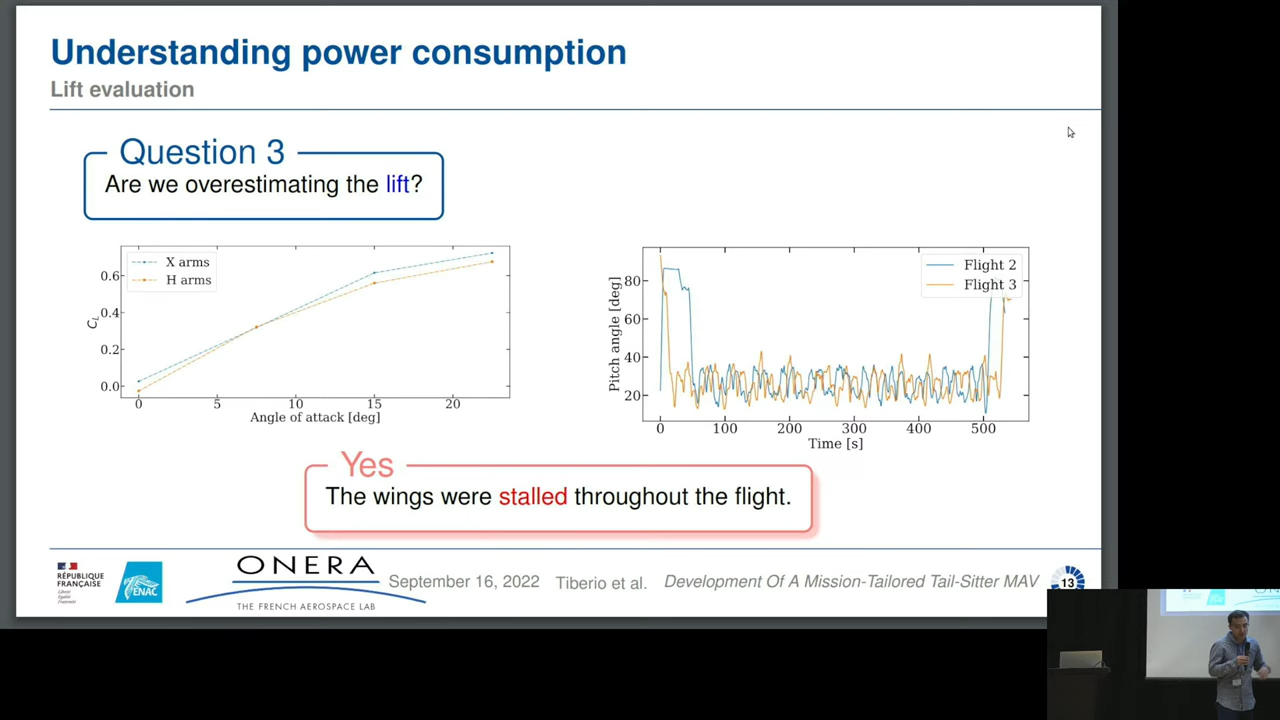 Understanding power consumption
Lift evaluation
Question 3
Are we overestimating the lift?
X arms
H arms
0.6
0.4
0.2
0.0
C_L
0 5 10 15 20
Angle of attack [deg]
Flight 2
Flight 3
80
60
40
20
Pitch angle [deg]
0 100 200 300 400 500
Time [s]
Yes
The wings were stalled throughout the flight.
RÉPUBLIQUE
FRANÇAISE
Liberté
Égalité
Fraternité
ENAC
ONERA
THE FRENCH AEROSPACE LAB
September 16, 2022
Tiberio et al.
Development Of A Mission-Tailored Tail-Sitter MAV
13